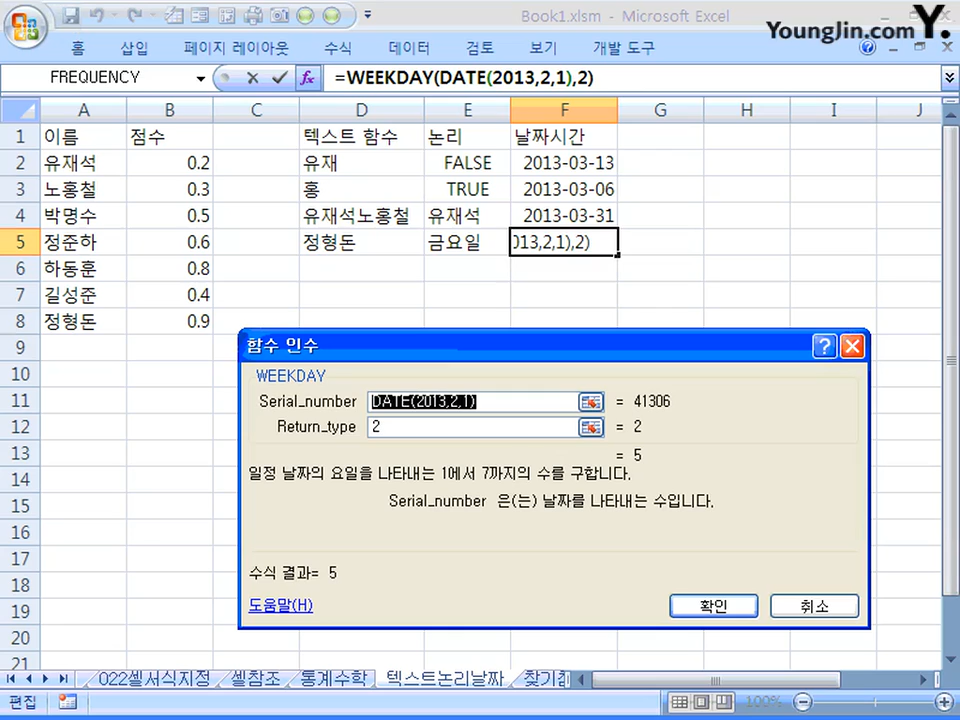 Book1.xlsm - Microsoft Excel
YoungJin.com Y.
홈 삽입 페이지 레이아웃 수식 데이터 검토 보기 개발 도구
FREQUENCY =WEEKDAY(DATE(2013,2,1),2)
A B C D E F G H I J
1 이름 점수 텍스트 함수 논리 날짜시간
2 유재석 0.2 유재 FALSE 2013-03-13
3 노홍철 0.3 홍 TRUE 2013-03-06
4 박명수 0.5 유재석노홍철 유재석 2013-03-31
5 정준하 0.6 정형돈 금요일 013,2,1),2)
6 하동훈 0.8
7 길성준 0.4
8 정형돈 0.9
9
함수 인수
10
WEEKDAY
11
Serial_number DATE(2013,2,1) = 41306
12
Return_type 2 = 2
13
= 5
14
일정 날짜의 요일을 나타내는 1에서 7까지의 수를 구합니다.
15
Serial_number 은(는) 날짜를 나타내는 수입니다.
16
17
수식 결과= 5
18
도움말(H) 확인 취소
19
20
21
022셀서식지정 셀참조 통계수학 텍스트논리날짜
편집 100%